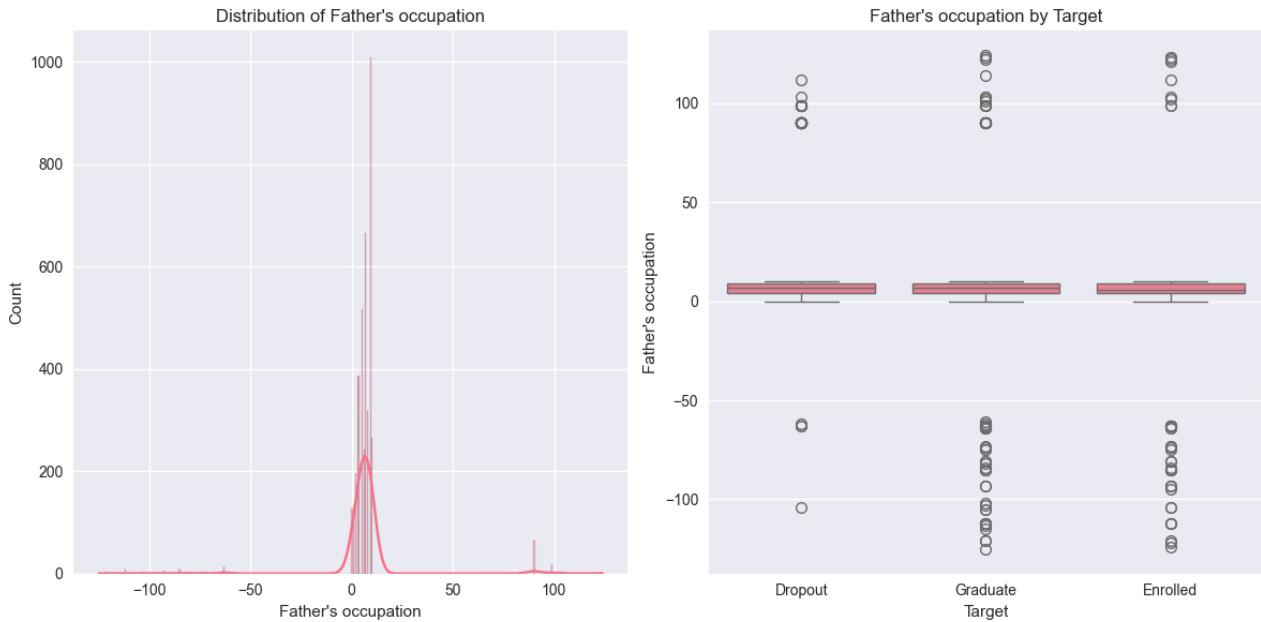 Distribution of Father's occupation
Count
1000
800
600
400
200
0
−100
−50
0
50
100
Father's occupation
Father's occupation by Target
Father's occupation
100
50
0
−50
−100
Dropout
Graduate
Enrolled
Target